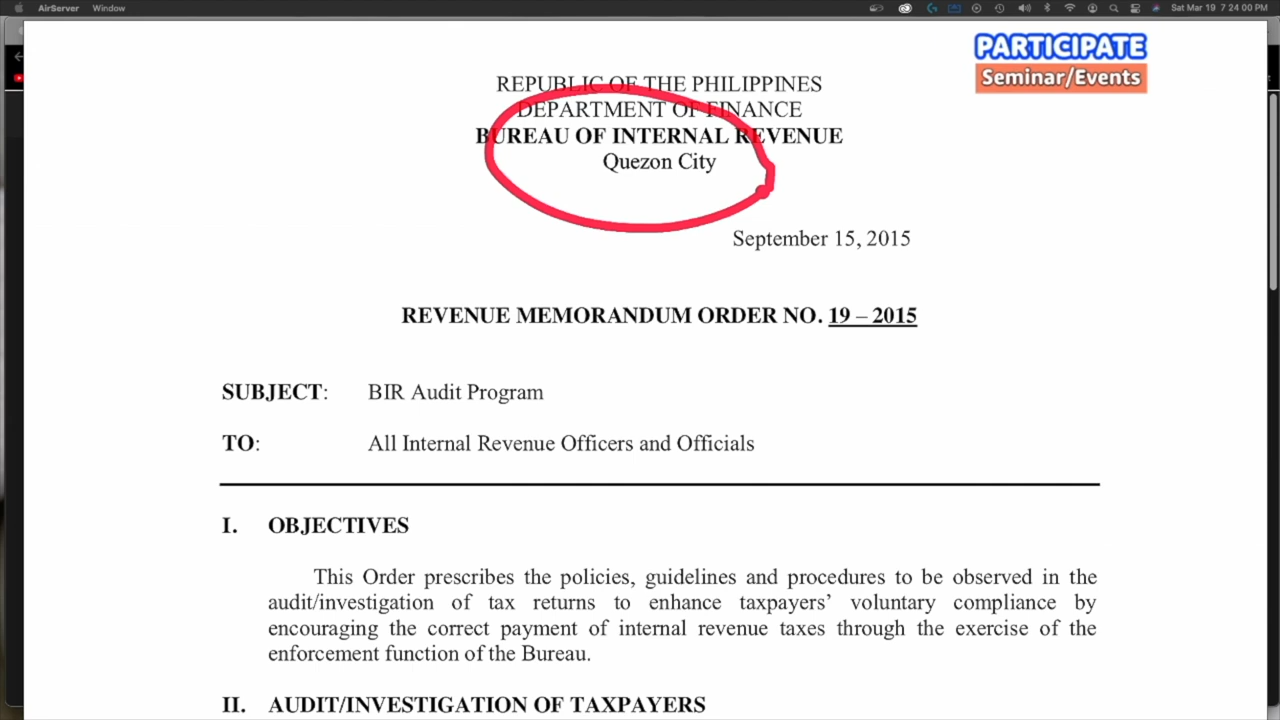 AirServer Window Sat Mar 19 7 24 00 PM
PARTICIPATE
Seminar/Events
REPUBLIC OF THE PHILIPPINES
DEPARTMENT OF FINANCE
BUREAU OF INTERNAL REVENUE
Quezon City
September 15, 2015
REVENUE MEMORANDUM ORDER NO. 19 – 2015
SUBJECT: BIR Audit Program
TO: All Internal Revenue Officers and Officials
I. OBJECTIVES
This Order prescribes the policies, guidelines and procedures to be observed in the
audit/investigation of tax returns to enhance taxpayers’ voluntary compliance by
encouraging the correct payment of internal revenue taxes through the exercise of the
enforcement function of the Bureau.
II. AUDIT/INVESTIGATION OF TAXPAYERS